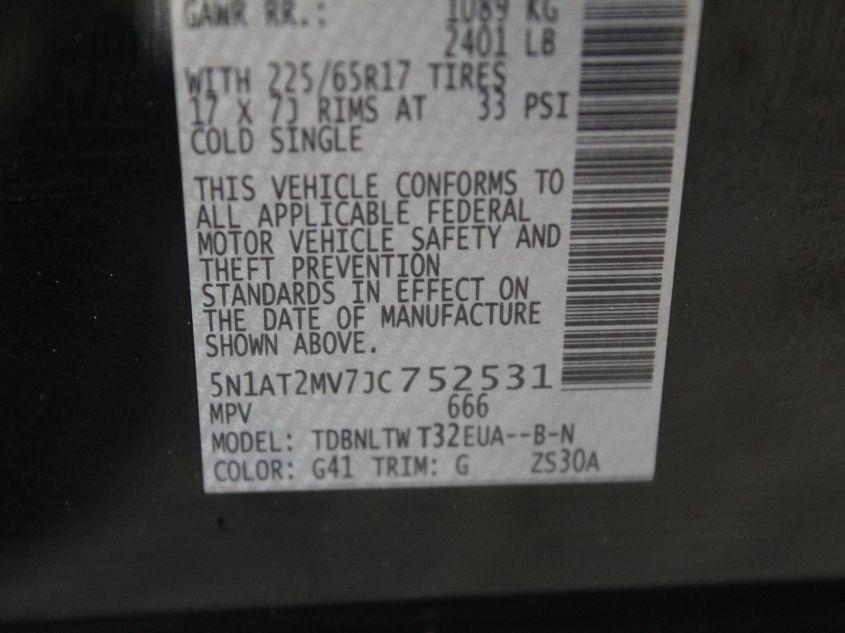 GAWR RR.: 1089 KG
2401 LB
WITH 225/65R17 TIRES
17 X 7J RIMS AT 33 PSI
COLD SINGLE
THIS VEHICLE CONFORMS TO
ALL APPLICABLE FEDERAL
MOTOR VEHICLE SAFETY AND
THEFT PREVENTION
STANDARDS IN EFFECT ON
THE DATE OF MANUFACTURE
SHOWN ABOVE.
5N1AT2MV7JC752531
MPV 666
MODEL: TDBNLTW T32EUA--B-N
COLOR: G41 TRIM: G ZS30A